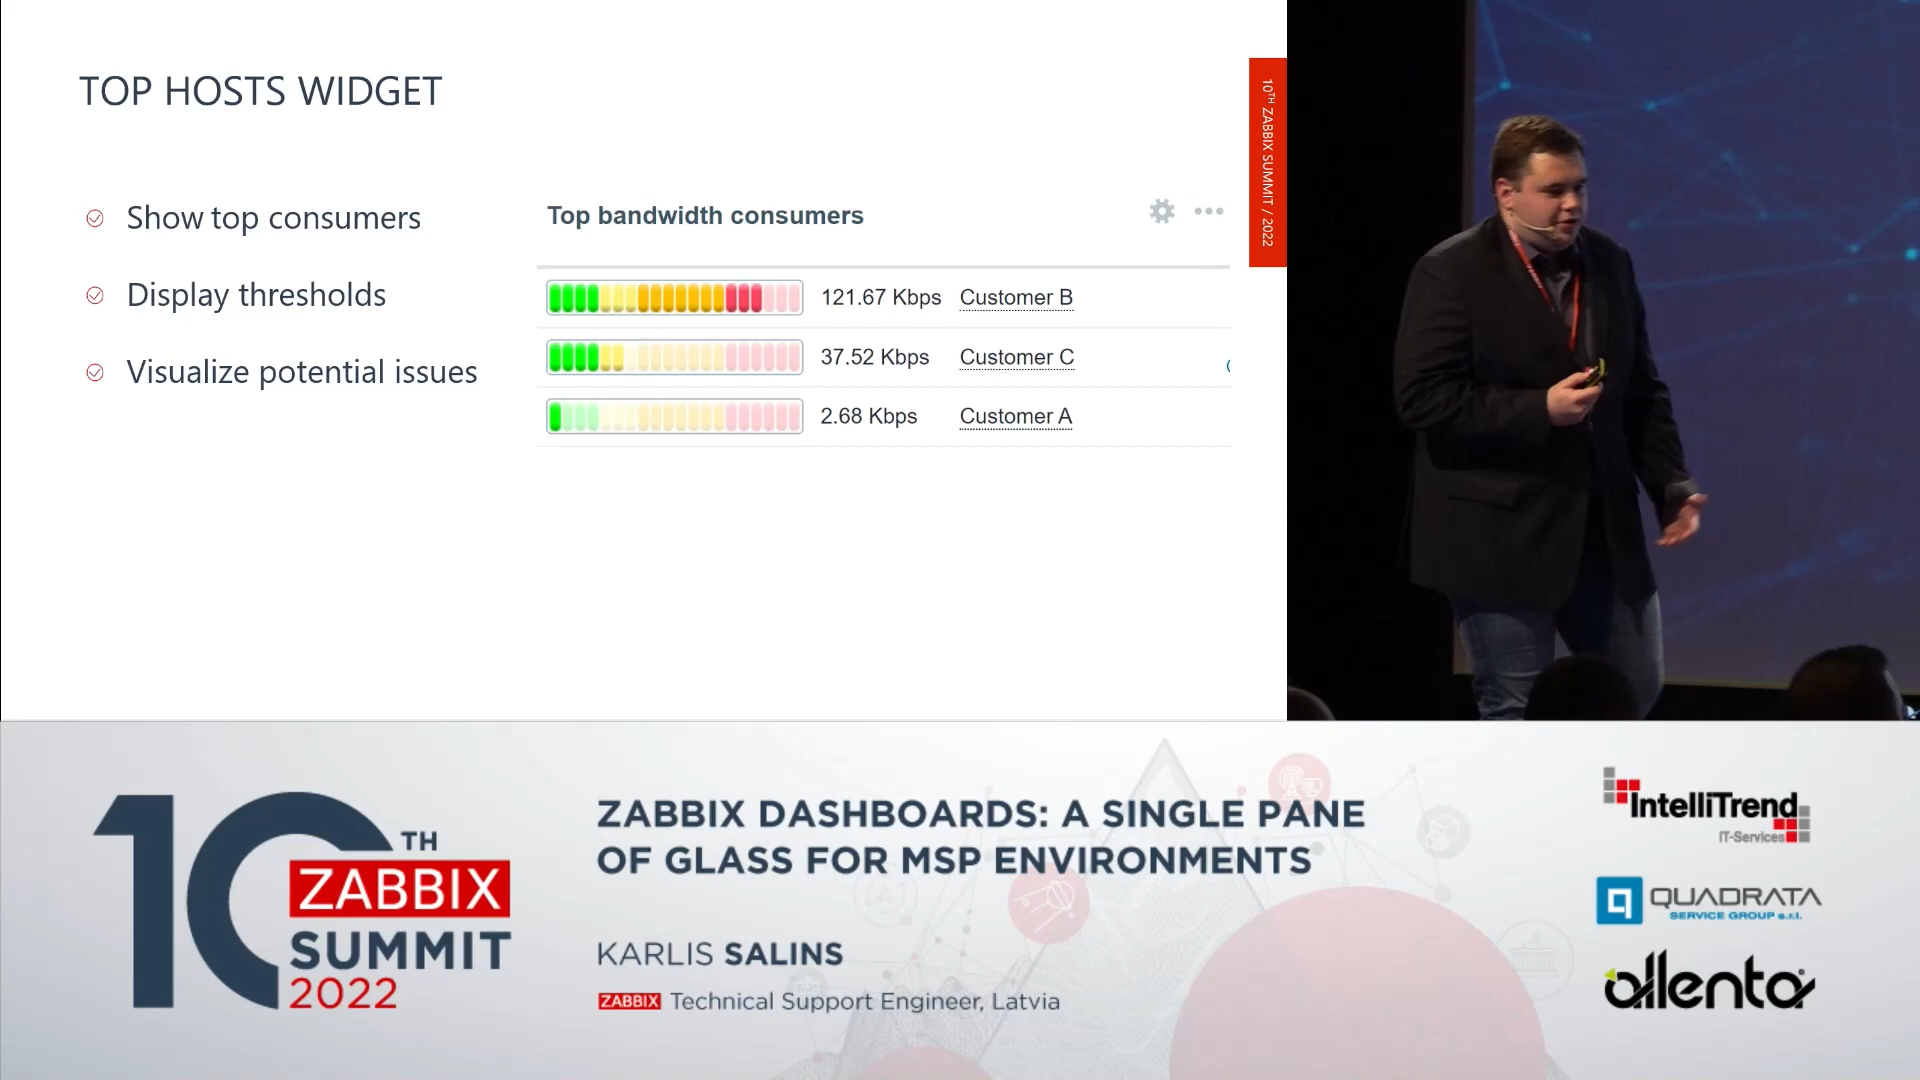 TOP HOSTS WIDGET
Show top consumers
Display thresholds
Visualize potential issues
Top bandwidth consumers
121.67 Kbps Customer B
37.52 Kbps Customer C
2.68 Kbps Customer A
10TH ZABBIX SUMMIT / 2022
10TH
ZABBIX
SUMMIT
2022
ZABBIX DASHBOARDS: A SINGLE PANE
OF GLASS FOR MSP ENVIRONMENTS
KARLIS SALINS
ZABBIX Technical Support Engineer, Latvia
IntelliTrend
IT-Services
QUADRATA
SERVICE GROUP s.r.l.
allenta